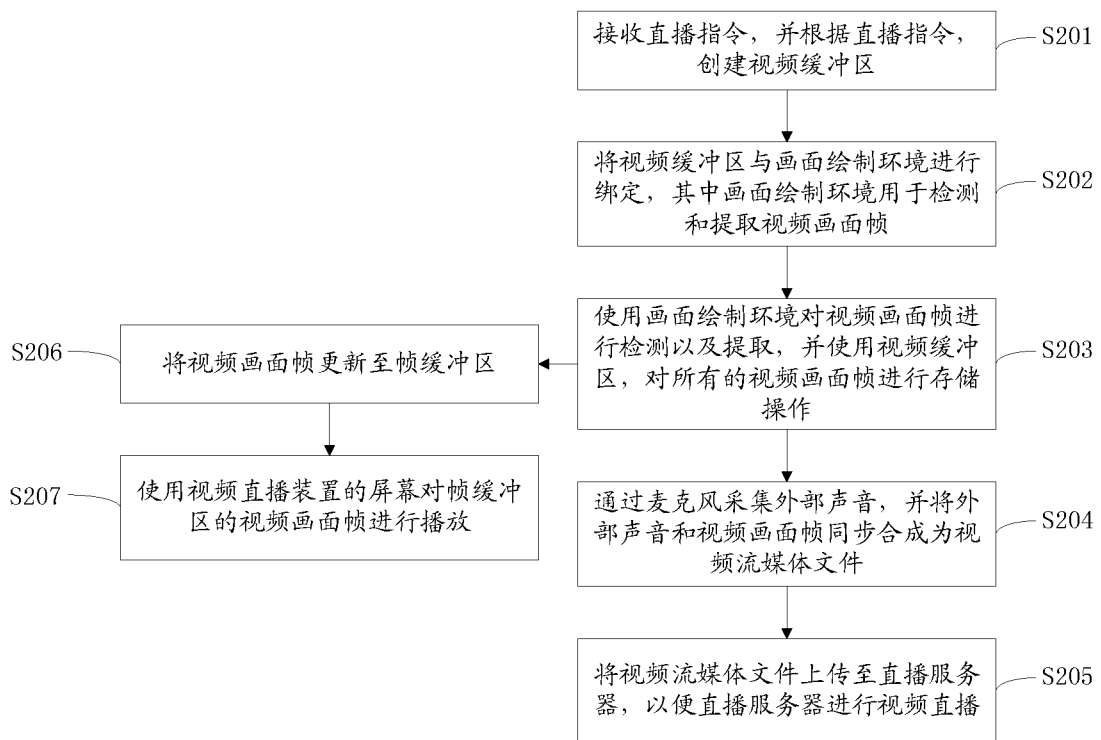 接收直播指令，并根据直播指令，
创建视频缓冲区
S201
将视频缓冲区与画面绘制环境进行
绑定，其中画面绘制环境用于检测
和提取视频画面帧
S202
使用画面绘制环境对视频画面帧进
行检测以及提取，并使用视频缓冲
区，对所有的视频画面帧进行存储
操作
S203
S206
将视频画面帧更新至帧缓冲区
S207
使用视频直播装置的屏幕对帧缓冲
区的视频画面帧进行播放
通过麦克风采集外部声音，并将外
部声音和视频画面帧同步合成为视
频流媒体文件
S204
将视频流媒体文件上传至直播服务
器，以便直播服务器进行视频直播
S205